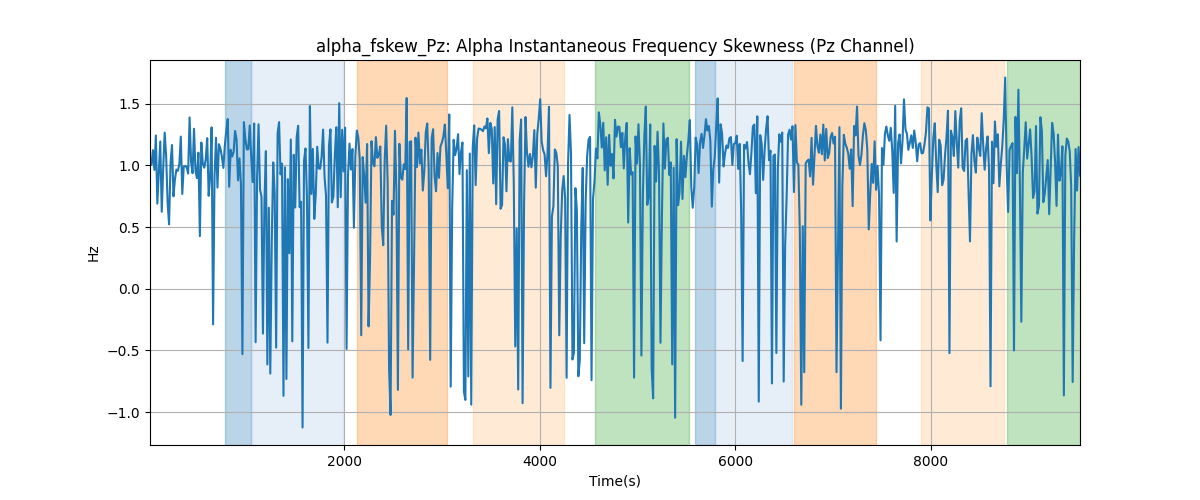 alpha_fskew_Pz: Alpha Instantaneous Frequency Skewness (Pz Channel)
1.5
1.0
0.5
0.0
−0.5
−1.0
Hz
2000 4000 6000 8000
Time(s)